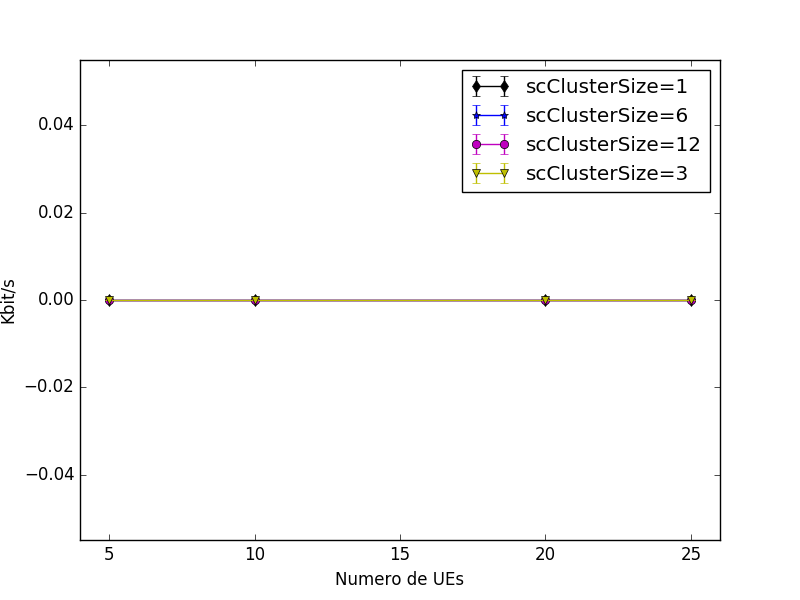 scClusterSize=1
scClusterSize=6
scClusterSize=12
scClusterSize=3
0.04
0.02
0.00
−0.02
−0.04
Kbit/s
5 10 15 20 25
Numero de UEs